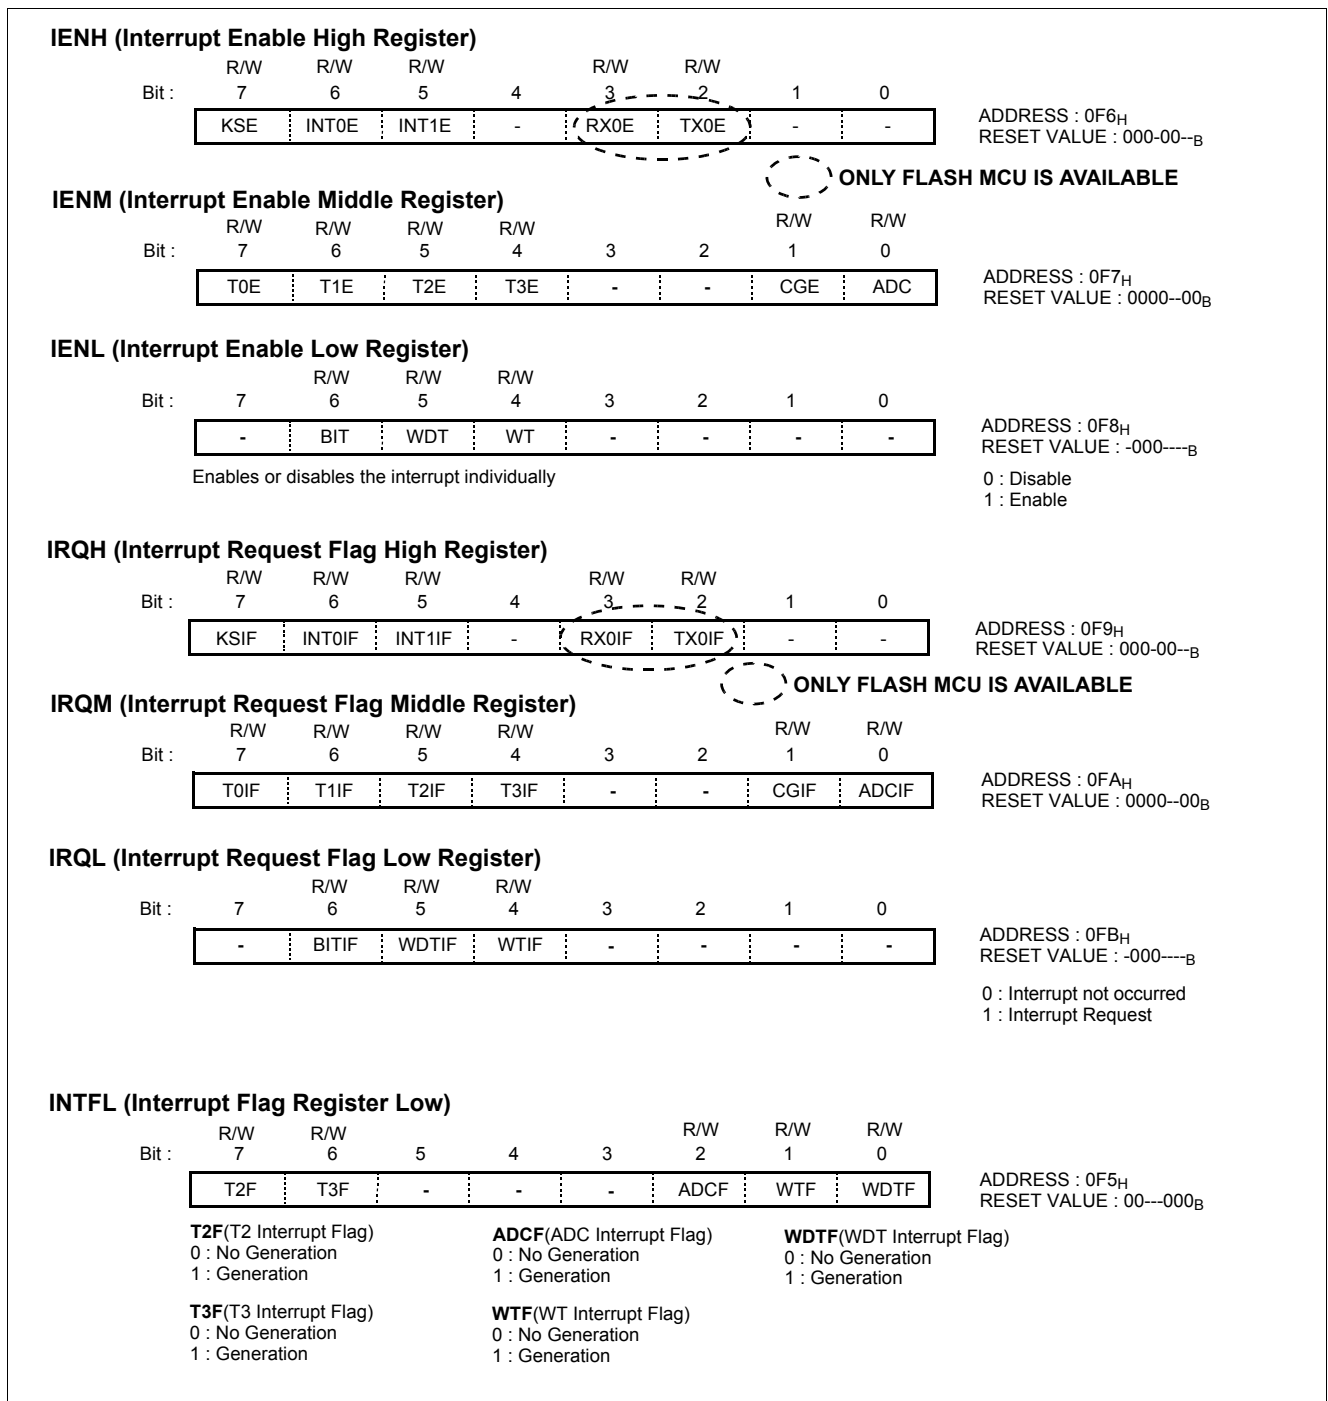 IENH (Interrupt Enable High Register)
R/W R/W R/W R/W R/W
Bit : 7 6 5 4 3 2 1 0
KSE INT0E INT1E - RX0E TX0E - -
ADDRESS : 0F6H
RESET VALUE : 000-00--B
ONLY FLASH MCU IS AVAILABLE
IENM (Interrupt Enable Middle Register)
R/W R/W R/W R/W R/W R/W
Bit : 7 6 5 4 3 2 1 0
T0E T1E T2E T3E - - CGE ADC
ADDRESS : 0F7H
RESET VALUE : 0000--00B
IENL (Interrupt Enable Low Register)
R/W R/W R/W
Bit : 7 6 5 4 3 2 1 0
- BIT WDT WT - - - -
ADDRESS : 0F8H
RESET VALUE : -000----B
Enables or disables the interrupt individually
0 : Disable
1 : Enable
IRQH (Interrupt Request Flag High Register)
R/W R/W R/W R/W R/W
Bit : 7 6 5 4 3 2 1 0
KSIF INT0IF INT1IF - RX0IF TX0IF - -
ADDRESS : 0F9H
RESET VALUE : 000-00--B
ONLY FLASH MCU IS AVAILABLE
IRQM (Interrupt Request Flag Middle Register)
R/W R/W R/W R/W R/W R/W
Bit : 7 6 5 4 3 2 1 0
T0IF T1IF T2IF T3IF - - CGIF ADCIF
ADDRESS : 0FAH
RESET VALUE : 0000--00B
IRQL (Interrupt Request Flag Low Register)
R/W R/W R/W
Bit : 7 6 5 4 3 2 1 0
- BITIF WDTIF WTIF - - - -
ADDRESS : 0FBH
RESET VALUE : -000----B
0 : Interrupt not occurred
1 : Interrupt Request
INTFL (Interrupt Flag Register Low)
R/W R/W R/W R/W R/W
Bit : 7 6 5 4 3 2 1 0
T2F T3F - - - ADCF WTF WDTF
ADDRESS : 0F5H
RESET VALUE : 00---000B
T2F(T2 Interrupt Flag)
0 : No Generation
1 : Generation
T3F(T3 Interrupt Flag)
0 : No Generation
1 : Generation
ADCF(ADC Interrupt Flag)
0 : No Generation
1 : Generation
WTF(WT Interrupt Flag)
0 : No Generation
1 : Generation
WDTF(WDT Interrupt Flag)
0 : No Generation
1 : Generation